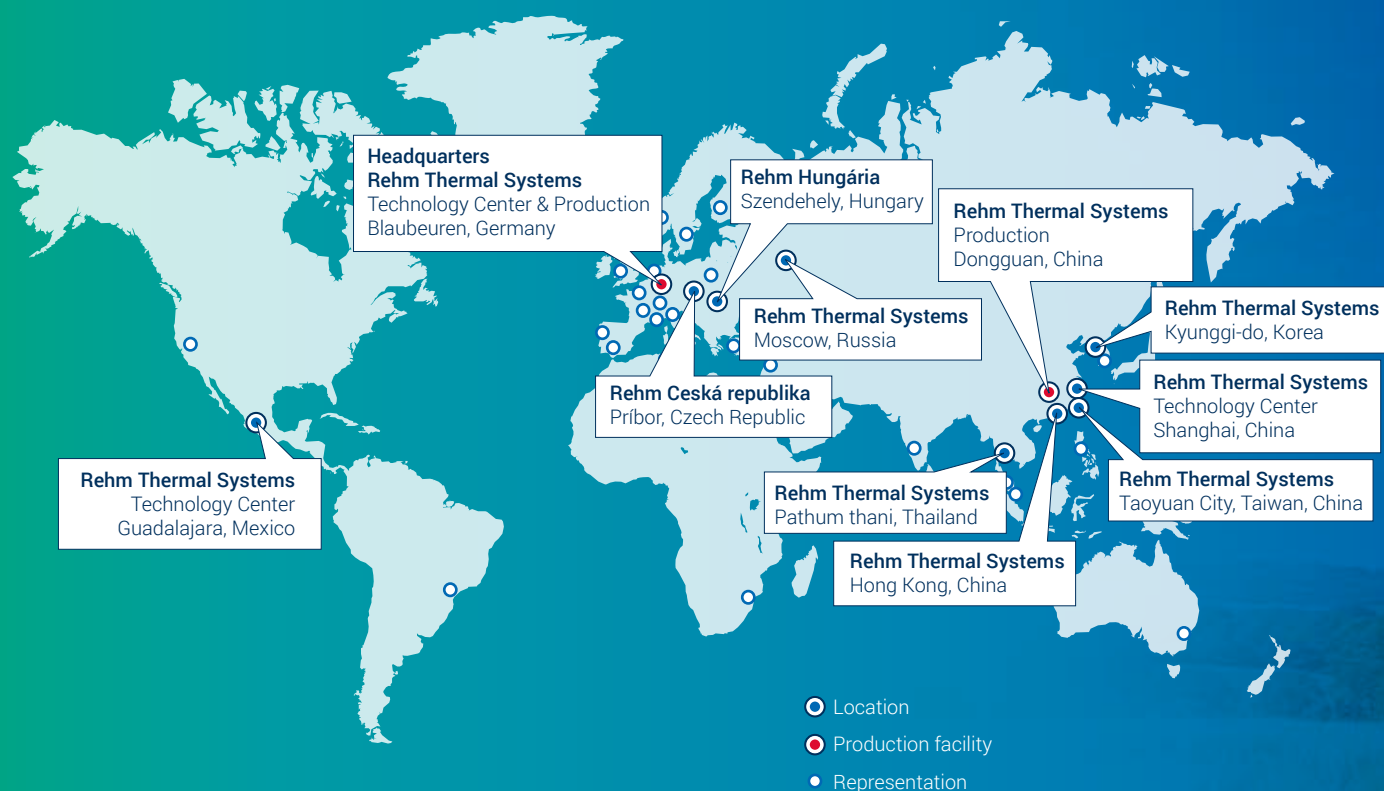 Headquarters
Rehm Thermal Systems
Technology Center & Production
Blaubeuren, Germany
Rehm Hungária
Szendehely, Hungary
Rehm Thermal Systems
Production
Dongguan, China
Rehm Thermal Systems
Kyunggi-do, Korea
Rehm Thermal Systems
Moscow, Russia
Rehm Ceská republika
Príbor, Czech Republic
Rehm Thermal Systems
Technology Center
Shanghai, China
Rehm Thermal Systems
Technology Center
Guadalajara, Mexico
Rehm Thermal Systems
Pathum thani, Thailand
Rehm Thermal Systems
Taoyuan City, Taiwan, China
Rehm Thermal Systems
Hong Kong, China
Location
Production facility
Representation